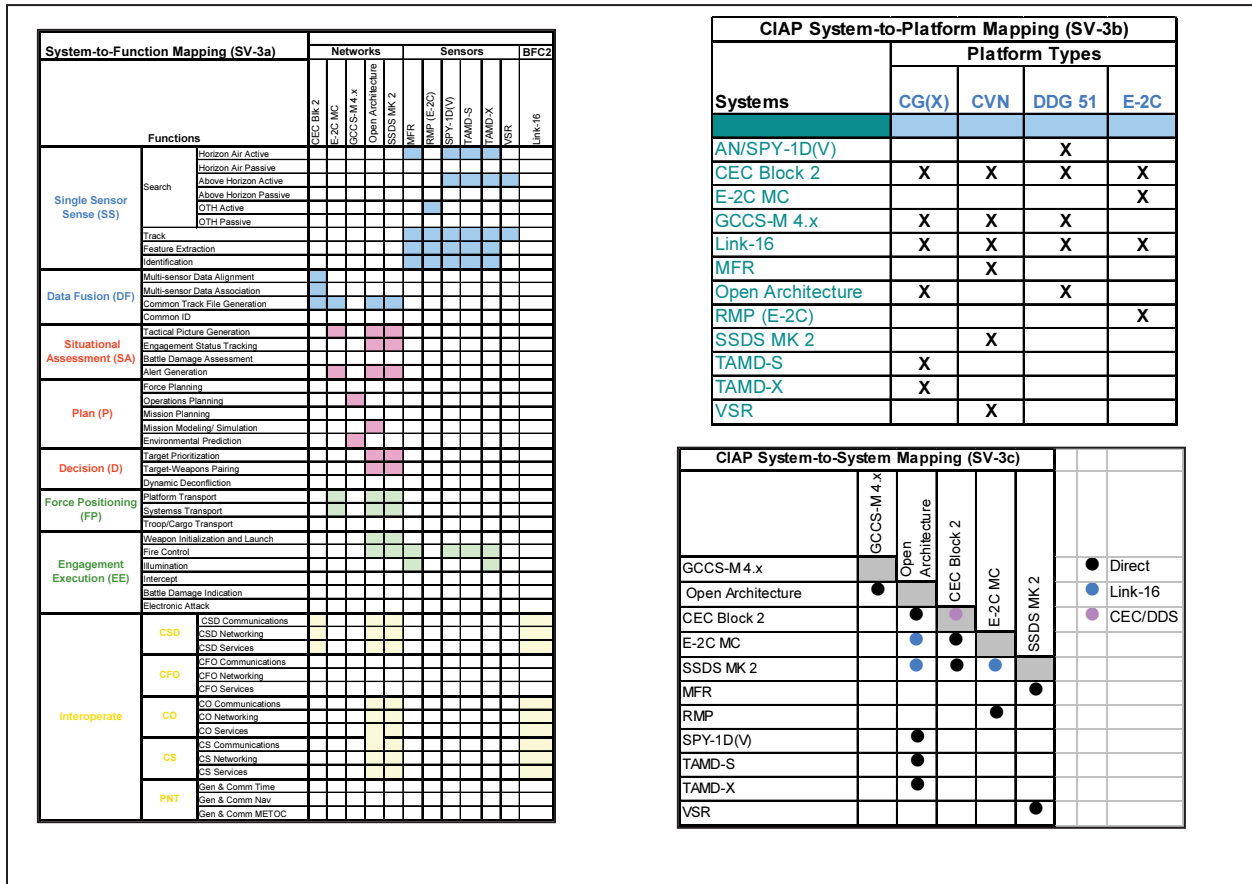 System-to-Function Mapping (SV-3a)
Networks
Sensors
BFC2
Functions
CEC Blk 2
E-2C MC
GCCS-M 4.x
Open Architecture
SSDS MK 2
MFR
RMP (E-2C)
SPY-1D(V)
TAMD-S
TAMD-X
VSR
Link-16
Single Sensor Sense (SS)
Search
Horizon Air Active
Horizon Air Passive
Above Horizon Active
Above Horizon Passive
OTH Active
OTH Passive
Track
Feature Extraction
Identification
Data Fusion (DF)
Multi-sensor Data Alignment
Multi-sensor Data Association
Common Track File Generation
Common ID
Situational Assessment (SA)
Tactical Picture Generation
Engagement Status Tracking
Battle Damage Assessment
Alert Generation
Plan (P)
Force Planning
Operations Planning
Mission Planning
Mission Modeling/ Simulation
Environmental Prediction
Decision (D)
Target Prioritization
Target-Weapons Pairing
Dynamic Deconfliction
Force Positioning (FP)
Platform Transport
Systemss Transport
Troop/Cargo Transport
Engagement Execution (EE)
Weapon Initialization and Launch
Fire Control
Illumination
Intercept
Battle Damage Indication
Electronic Attack
Interoperate
CSD
CSD Communications
CSD Networking
CSD Services
CFO
CFO Communications
CFO Networking
CFO Services
CO
CO Communications
CO Networking
CO Services
CS
CS Communications
CS Networking
CS Services
PNT
Gen & Comm Time
Gen & Comm Nav
Gen & Comm METOC
CIAP System-to-Platform Mapping (SV-3b)
Platform Types
Systems CG(X) CVN DDG 51 E-2C
AN/SPY-1D(V) X
CEC Block 2 X X X X
E-2C MC X
GCCS-M 4.x X X X
Link-16 X X X X
MFR X
Open Architecture X X
RMP (E-2C) X
SSDS MK 2 X
TAMD-S X
TAMD-X X
VSR X
CIAP System-to-System Mapping (SV-3c)
GCCS-M 4.x
Open Architecture
CEC Block 2
E-2C MC
SSDS MK 2
GCCS-M 4.x
Open Architecture
CEC Block 2
E-2C MC
SSDS MK 2
MFR
RMP
SPY-1D(V)
TAMD-S
TAMD-X
VSR
Direct
Link-16
CEC/DDS